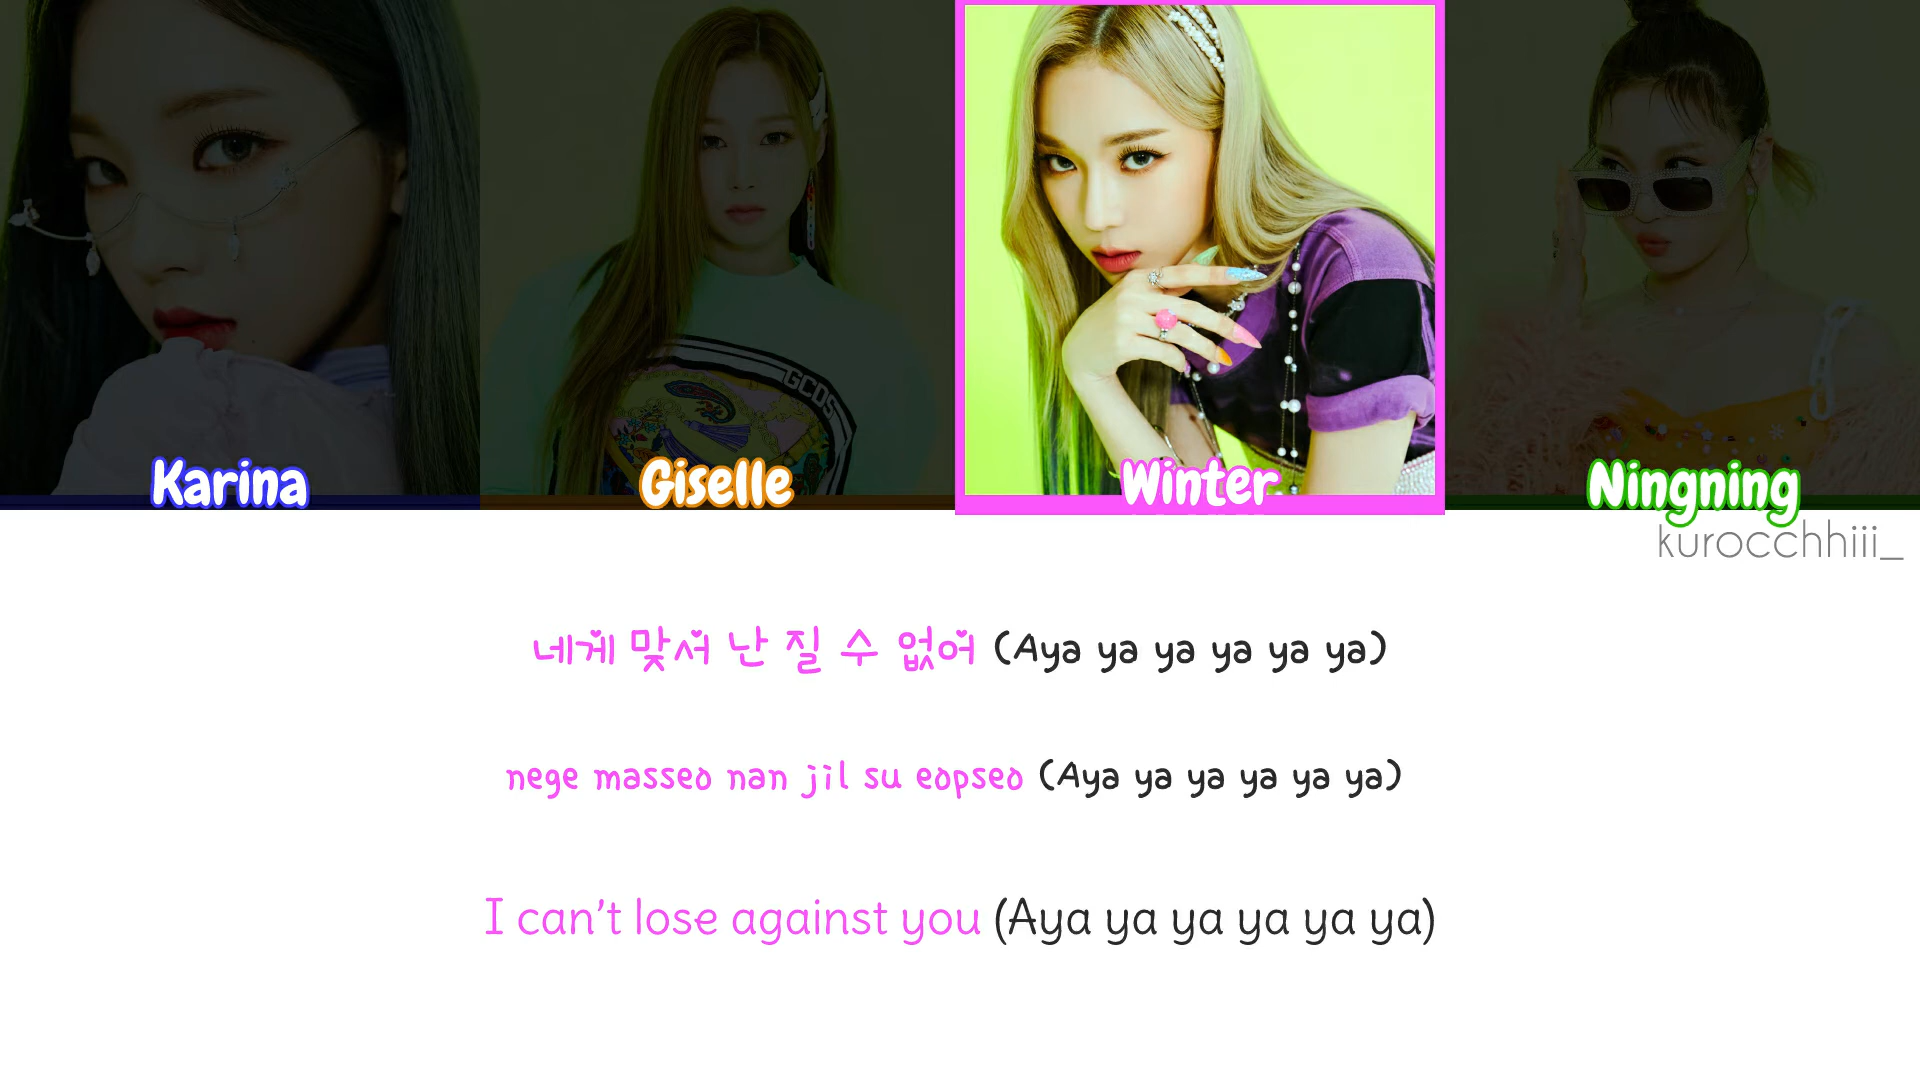 GCDS
Karina
Giselle
Winter
Ningning
kurocchhiii_
네게 맞서 난 질 수 없어 (Aya ya ya ya ya ya)
nege masseo nan jil su eopseo (Aya ya ya ya ya ya)
I can't lose against you (Aya ya ya ya ya ya)